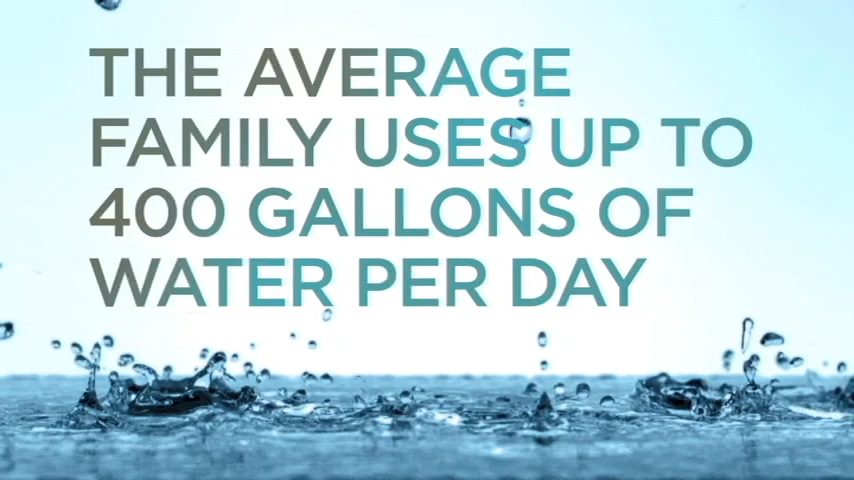 THE AVERAGE
FAMILY USES UP TO
400 GALLONS OF
WATER PER DAY